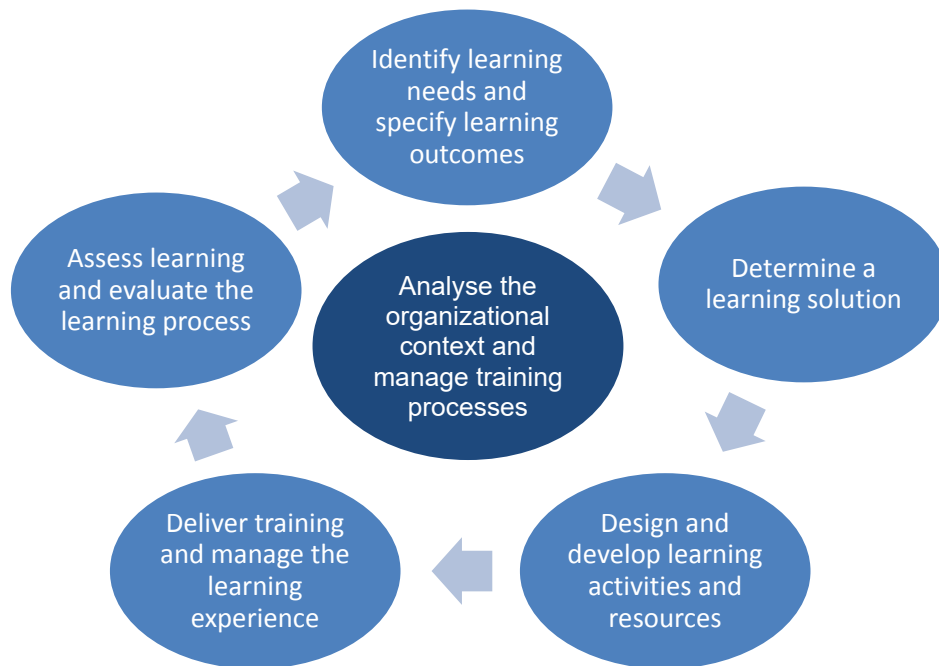 Identify learning
needs and
specify learning
outcomes
Determine a
learning solution
Design and
develop learning
activities and
resources
Deliver training
and manage the
learning
experience
Assess learning
and evaluate the
learning process
Analyse the
organizational
context and
manage training
processes